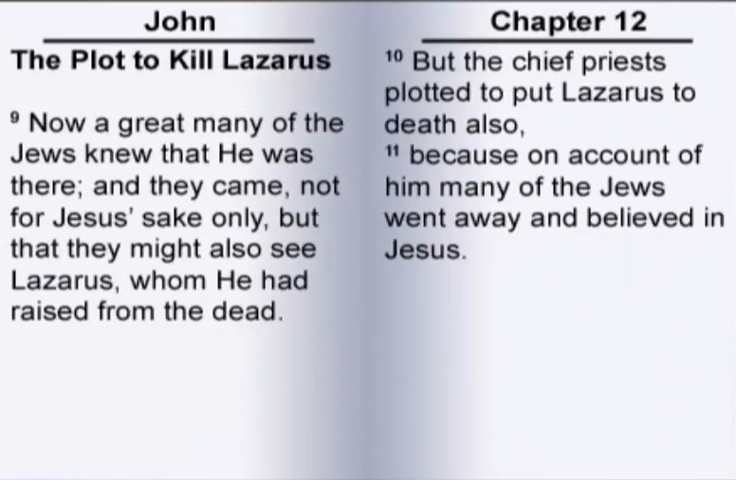 John
The Plot to Kill Lazarus
⁹ Now a great many of the
Jews knew that He was
there; and they came, not
for Jesus' sake only, but
that they might also see
Lazarus, whom He had
raised from the dead.
Chapter 12
¹⁰ But the chief priests
plotted to put Lazarus to
death also,
¹¹ because on account of
him many of the Jews
went away and believed in
Jesus.